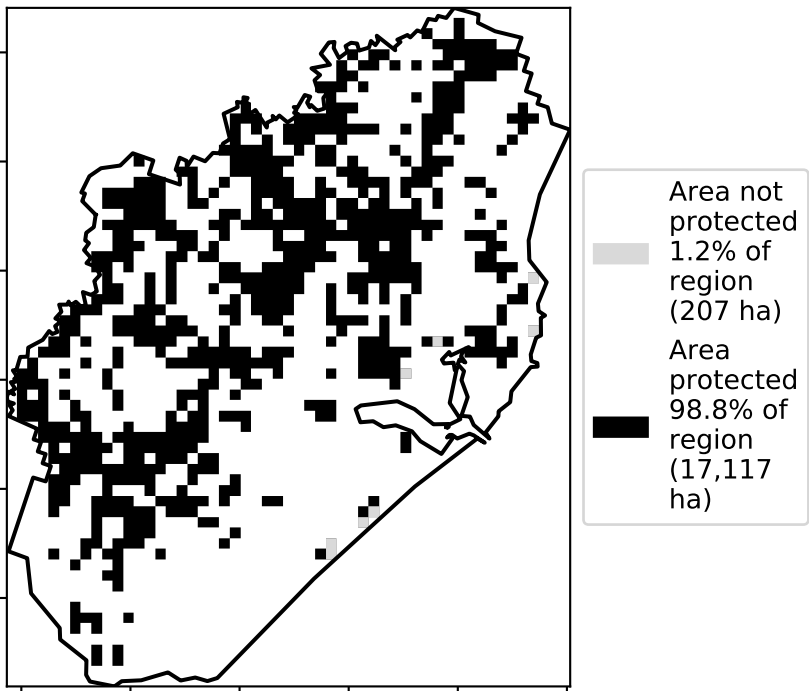 Area not
protected
1.2% of
region
(207 ha)
Area
protected
98.8% of
region
(17,117
ha)